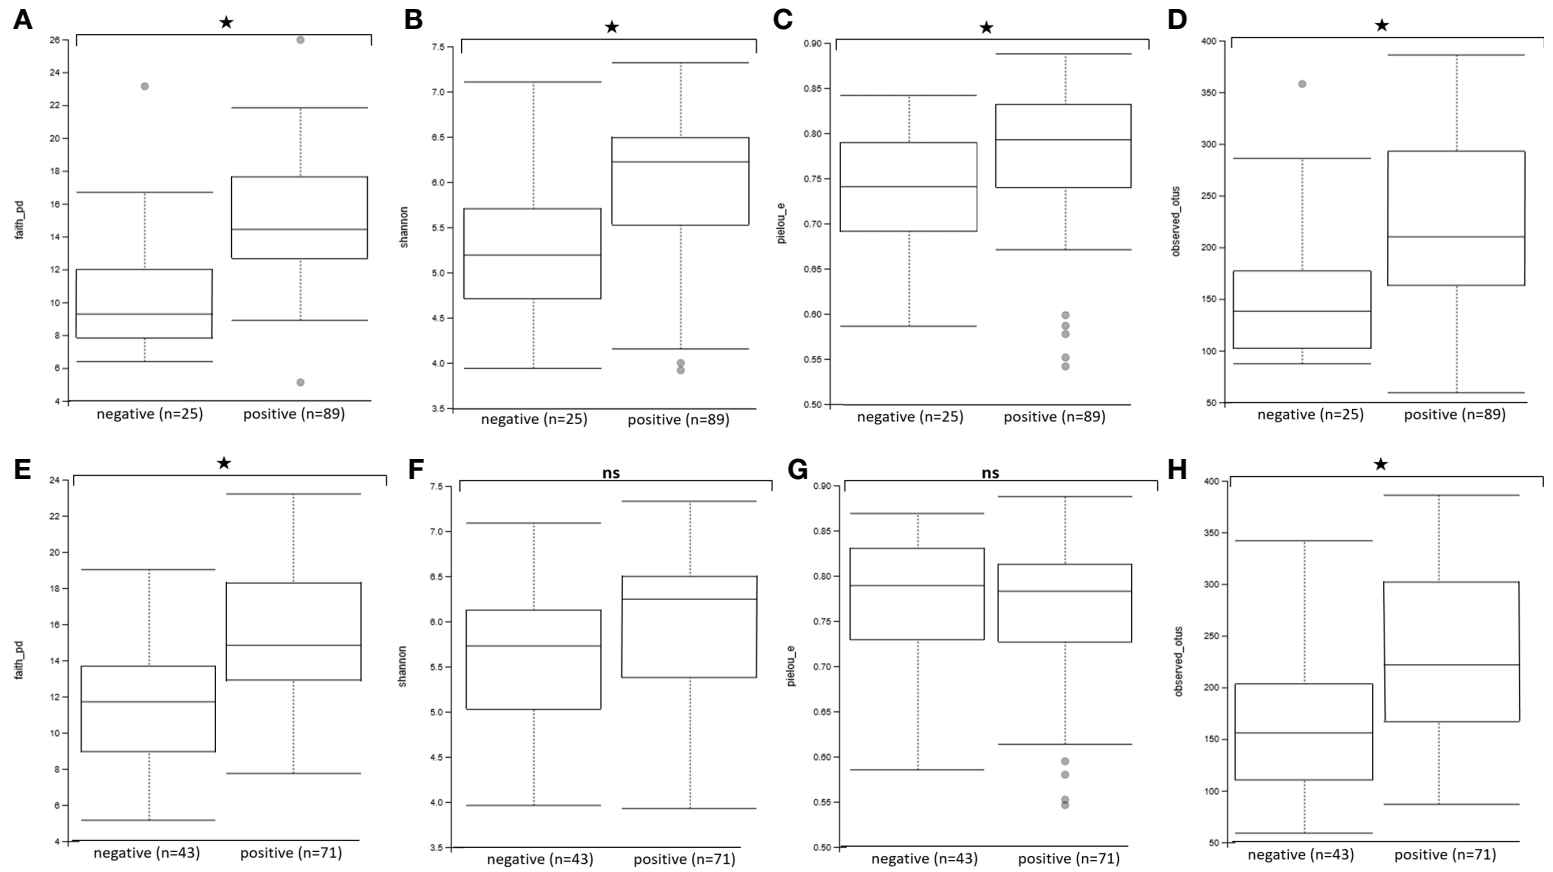 A
★
faith_pd
26
24
22
20
18
16
14
12
10
8
6
4
negative (n=25)
positive (n=89)
B
★
shannon
7.5
7.0
6.5
6.0
5.5
5.0
4.5
4.0
3.5
negative (n=25)
positive (n=89)
C
★
pielou_e
0.90
0.85
0.80
0.75
0.70
0.65
0.60
0.55
0.50
negative (n=25)
positive (n=89)
D
★
observed_otus
400
350
300
250
200
150
100
50
negative (n=25)
positive (n=89)
E
★
faith_pd
24
22
20
18
16
14
12
10
8
6
4
negative (n=43)
positive (n=71)
F
ns
shannon
7.5
7.0
6.5
6.0
5.5
5.0
4.5
4.0
3.5
negative (n=43)
positive (n=71)
G
ns
pielou_e
0.90
0.85
0.80
0.75
0.70
0.65
0.60
0.55
0.50
negative (n=43)
positive (n=71)
H
★
observed_otus
400
350
300
250
200
150
100
50
negative (n=43)
positive (n=71)